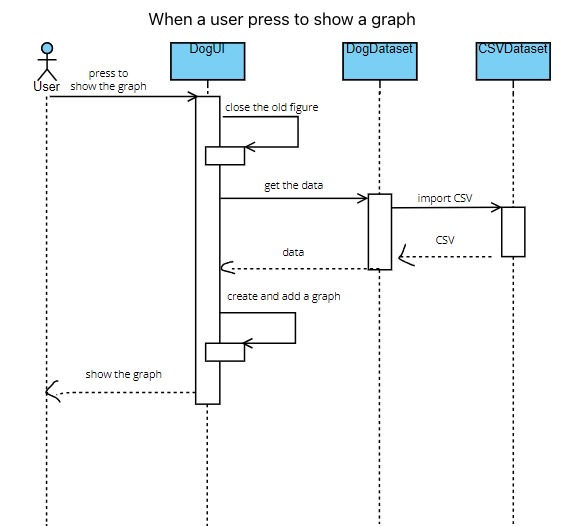 When a user press to show a graph
DogUI
DogDataset
CSVDataset
User
press to
show the graph
close the old figure
get the data
import CSV
CSV
data
create and add a graph
show the graph